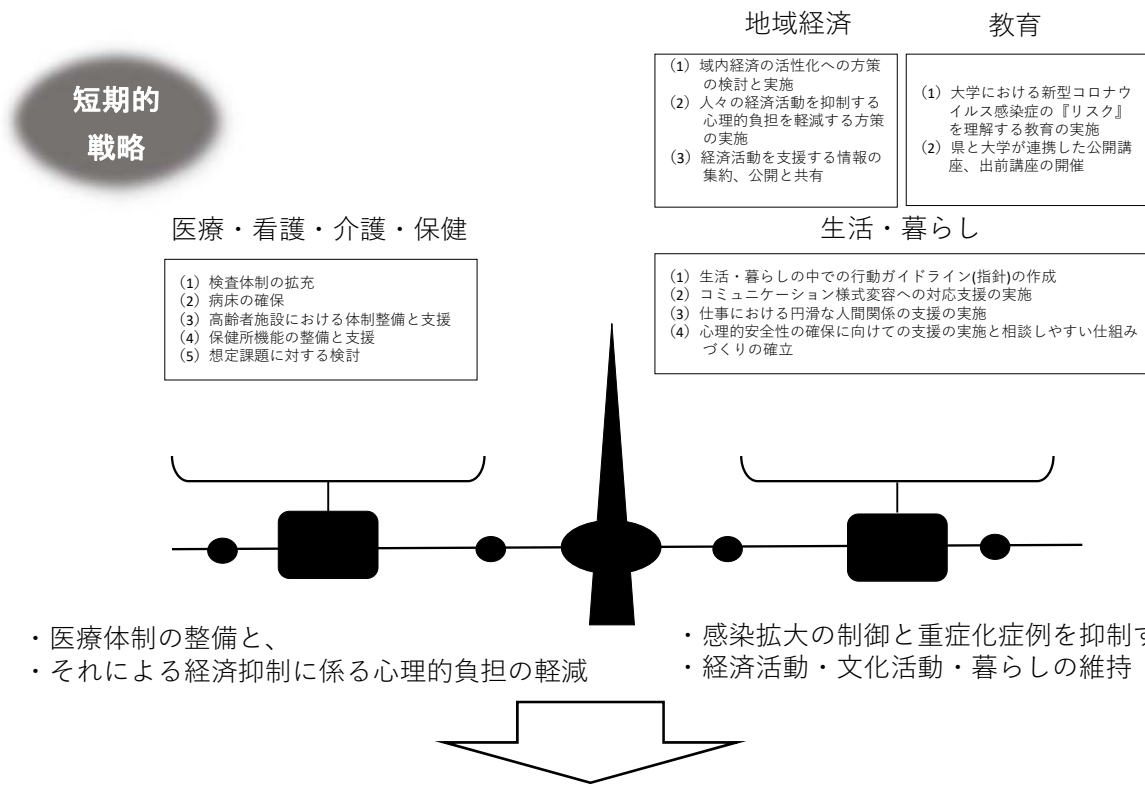 短期的
戦略
地域経済
（1）域内経済の活性化への方策
の検討と実施
（2）人々の経済活動を抑制する
心理的負担を軽減する方策
の実施
（3）経済活動を支援する情報の
集約、公開と共有
教育
（1）大学における新型コロナウ
イルス感染症の『リスク』
を理解する教育の実施
（2）県と大学が連携した公開講
座、出前講座の開催
医療・看護・介護・保健
（1）検査体制の拡充
（2）病床の確保
（3）高齢者施設における体制整備と支援
（4）保健所機能の整備と支援
（5）想定課題に対する検討
生活・暮らし
（1）生活・暮らしの中での行動ガイドライン(指針)の作成
（2）コミュニケーション様式変容への対応支援の実施
（3）仕事における円滑な人間関係の支援の実施
（4）心理的安全性の確保に向けての支援の実施と相談しやすい仕組み
づくりの確立
・医療体制の整備と、
・それによる経済抑制に係る心理的負担の軽減
・感染拡大の制御と重症化症例を抑制す
・経済活動・文化活動・暮らしの維持